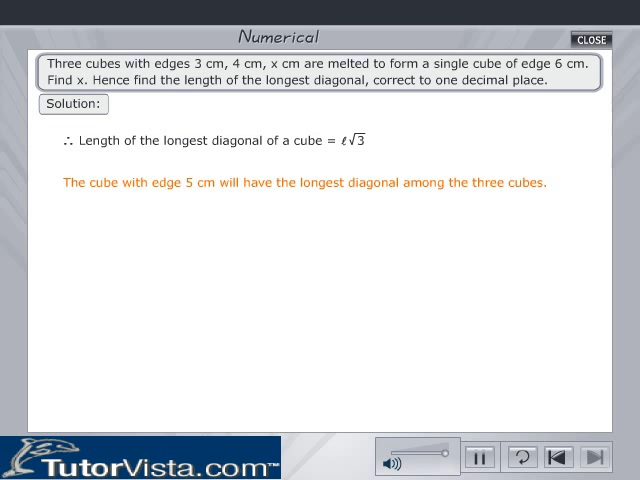 Numerical
CLOSE
Three cubes with edges 3 cm, 4 cm, x cm are melted to form a single cube of edge 6 cm.
Find x. Hence find the length of the longest diagonal, correct to one decimal place.
Solution:
∴ Length of the longest diagonal of a cube = ℓ√3
The cube with edge 5 cm will have the longest diagonal among the three cubes.
TutorVista.com™